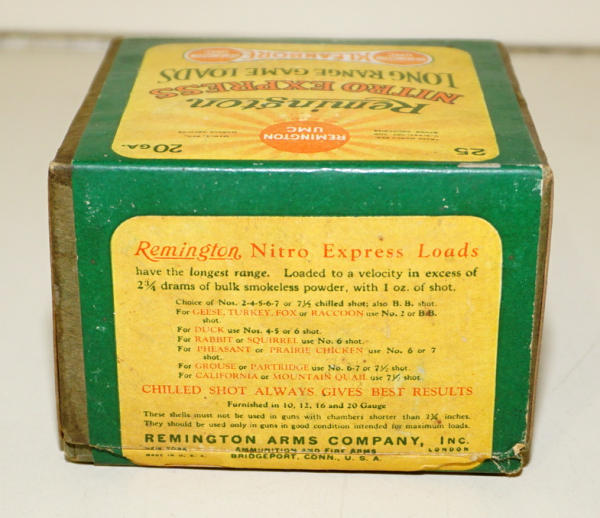 Remington
UMC
KLEANBORE
LONG RANGE GAME LOADS
NITRO EXPRESS
Remington
REMINGTON
UMC
20 GA.
25
Remington Nitro Express Loads
have the longest range. Loaded to a velocity in excess of
2¾ drams of bulk smokeless powder, with 1 oz. of shot.
Choice of Nos. 2-4-5-6-7 or 7½ chilled shot; also B. B. shot.
For GEESE, TURKEY, FOX or RACCOON use No. 2 or B.B.
shot.
For DUCK use Nos. 4-5 or 6 shot.
For RABBIT or SQUIRREL use No. 6 shot.
For PHEASANT or PRAIRIE CHICKEN use No. 6 or 7
shot.
For GROUSE or PARTRIDGE use No. 6-7 or 7½ shot.
For CALIFORNIA or MOUNTAIN QUAIL use 7½ shot.
CHILLED SHOT ALWAYS GIVES BEST RESULTS
Furnished in 10, 12, 16 and 20 Gauge
These shells must not be used in guns with chambers shorter than inches.
They should be used only in guns in good condition intended for maximum loads.
REMINGTON ARMS COMPANY, INC.
NEW YORK AMMUNITION AND FIRE ARMS LONDON
MADE IN U. S. A. BRIDGEPORT, CONN., U. S. A.